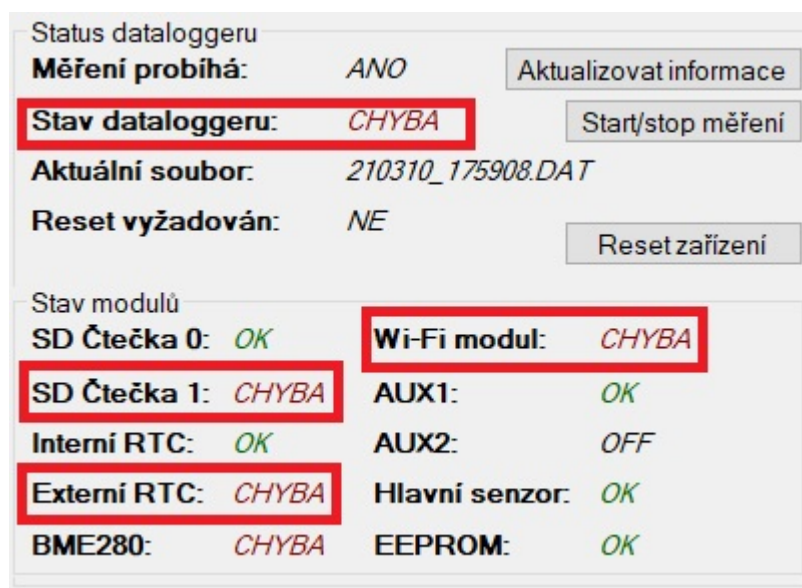 Status dataloggeru
Měření probíhá: ANO Aktualizovat informace
Stav dataloggeru: CHYBA Start/stop měření
Aktuální soubor: 210310_175908.DAT
Reset vyžadován: NE
Reset zařízení
Stav modulů
SD Čtečka 0: OK Wi-Fi modul: CHYBA
SD Čtečka 1: CHYBA AUX1: OK
Interní RTC: OK AUX2: OFF
Externí RTC: CHYBA Hlavní senzor: OK
BME280: CHYBA EEPROM: OK